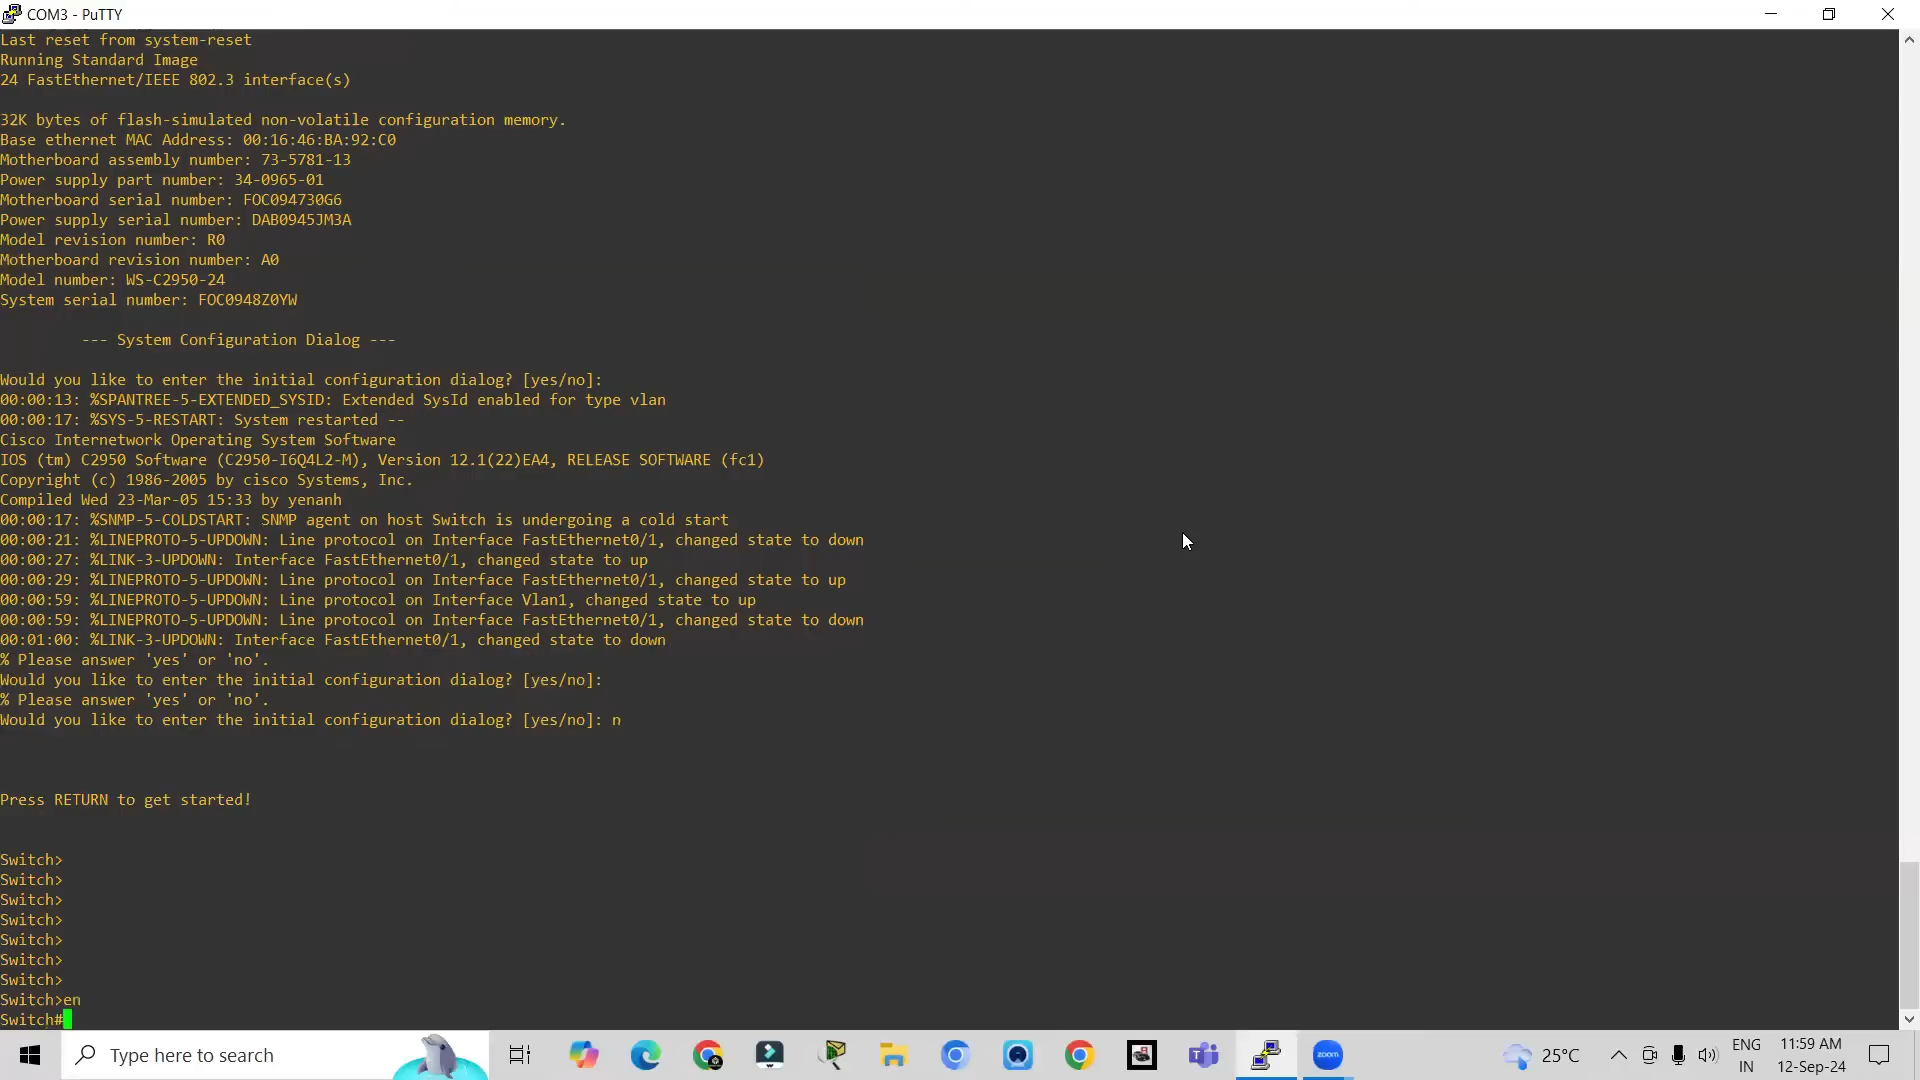 COM3 - PuTTY
Last reset from system-reset
Running Standard Image
24 FastEthernet/IEEE 802.3 interface(s)
32K bytes of flash-simulated non-volatile configuration memory.
Base ethernet MAC Address: 00:16:46:BA:92:C0
Motherboard assembly number: 73-5781-13
Power supply part number: 34-0965-01
Motherboard serial number: FOC094730G6
Power supply serial number: DAB0945JM3A
Model revision number: R0
Motherboard revision number: A0
Model number: WS-C2950-24
System serial number: FOC0948Z0YW
--- System Configuration Dialog ---
Would you like to enter the initial configuration dialog? [yes/no]:
00:00:13: %SPANTREE-5-EXTENDED_SYSID: Extended SysId enabled for type vlan
00:00:17: %SYS-5-RESTART: System restarted --
Cisco Internetwork Operating System Software
IOS (tm) C2950 Software (C2950-I6Q4L2-M), Version 12.1(22)EA4, RELEASE SOFTWARE (fc1)
Copyright (c) 1986-2005 by cisco Systems, Inc.
Compiled Wed 23-Mar-05 15:33 by yenanh
00:00:17: %SNMP-5-COLDSTART: SNMP agent on host Switch is undergoing a cold start
00:00:21: %LINEPROTO-5-UPDOWN: Line protocol on Interface FastEthernet0/1, changed state to down
00:00:27: %LINK-3-UPDOWN: Interface FastEthernet0/1, changed state to up
00:00:29: %LINEPROTO-5-UPDOWN: Line protocol on Interface FastEthernet0/1, changed state to up
00:00:59: %LINEPROTO-5-UPDOWN: Line protocol on Interface Vlan1, changed state to up
00:00:59: %LINEPROTO-5-UPDOWN: Line protocol on Interface FastEthernet0/1, changed state to down
00:01:00: %LINK-3-UPDOWN: Interface FastEthernet0/1, changed state to down
% Please answer 'yes' or 'no'.
Would you like to enter the initial configuration dialog? [yes/no]:
% Please answer 'yes' or 'no'.
Would you like to enter the initial configuration dialog? [yes/no]: n
Press RETURN to get started!
Switch>
Switch>
Switch>
Switch>
Switch>
Switch>
Switch>
Switch>en
Switch#
Type here to search
zoom
25°C
ENG
IN
11:59 AM
12-Sep-24